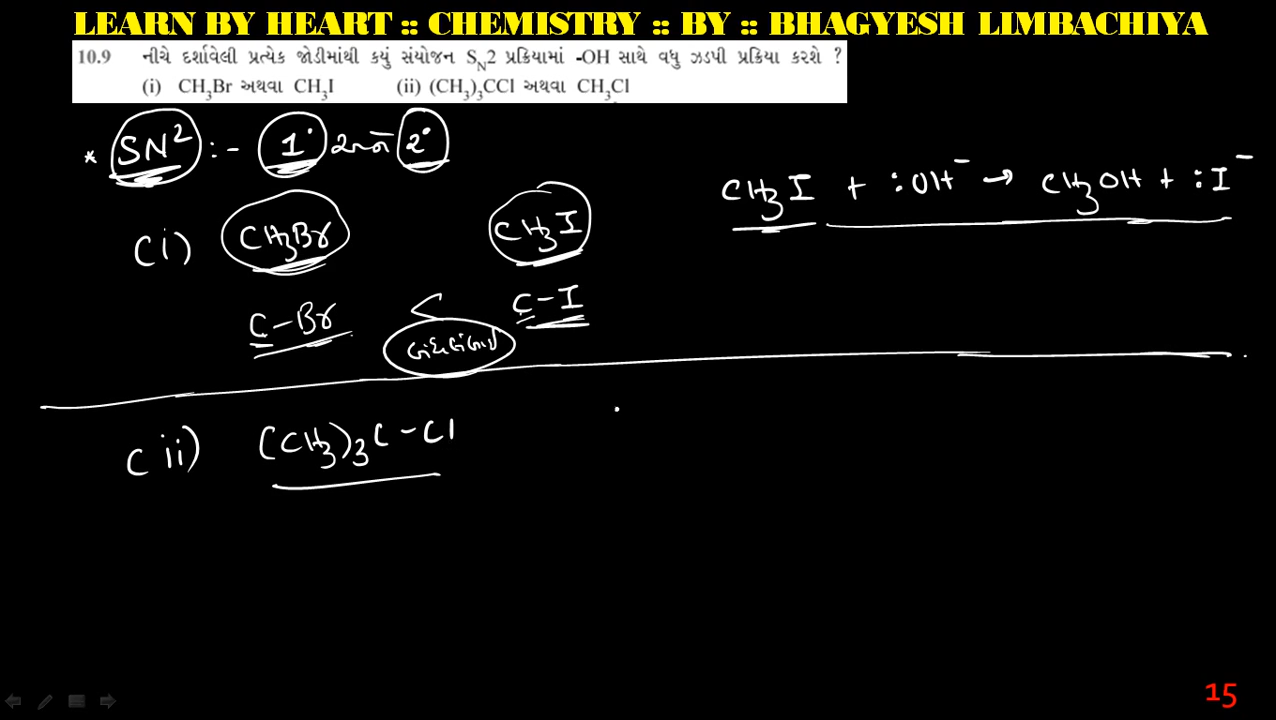 LEARN BY HEART :: CHEMISTRY :: BY :: BHAGYESH LIMBACHIYA
10.9 નીચે દર્શાવેલી પ્રત્યેક જોડીમાંથી કયું સંયોજન S_N2 પ્રક્રિયામાં -OH સાથે વધુ ઝડપી પ્રક્રિયા કરશે ?
(i) CH₃Br અથવા CH₃I (ii) (CH₃)₃CCl અથવા CH₃Cl
* SN² :- 1° અને 2°
CH₃I + :OH⁻ → CH₃OH + :I⁻
(i) CH₃Br CH₃I
C-Br < C-I
બંધલંબાઈ
(ii) (CH₃)₃C-Cl
15